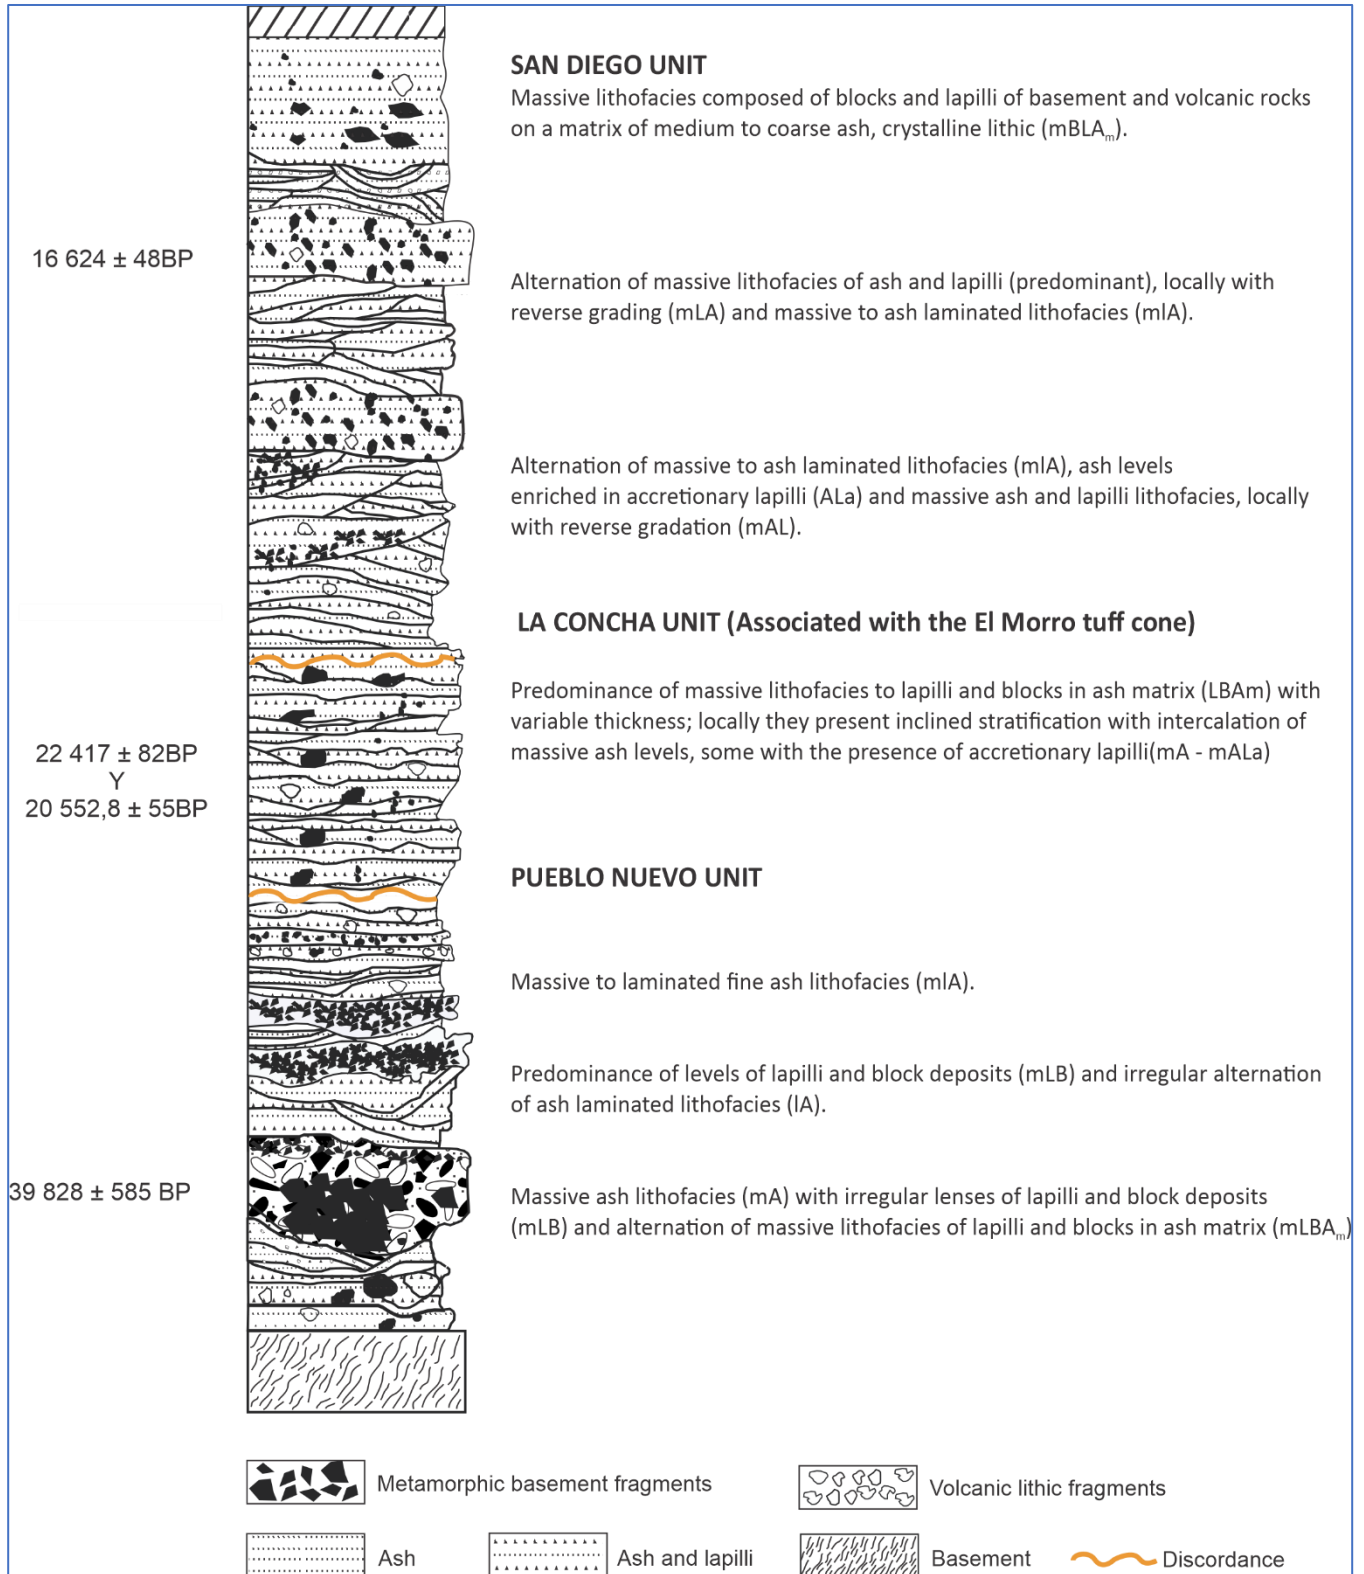 SAN DIEGO UNIT
Massive lithofacies composed of blocks and lapilli of basement and volcanic rocks
on a matrix of medium to coarse ash, crystalline lithic (mBLAm).
16 624 ± 48BP
Alternation of massive lithofacies of ash and lapilli (predominant), locally with
reverse grading (mLA) and massive to ash laminated lithofacies (mlA).
Alternation of massive to ash laminated lithofacies (mlA), ash levels
enriched in accretionary lapilli (ALa) and massive ash and lapilli lithofacies, locally
with reverse gradation (mAL).
LA CONCHA UNIT (Associated with the El Morro tuff cone)
Predominance of massive lithofacies to lapilli and blocks in ash matrix (LBAm) with
variable thickness; locally they present inclined stratification with intercalation of
massive ash levels, some with the presence of accretionary lapilli(mA - mALa)
22 417 ± 82BP
Y
20 552,8 ± 55BP
PUEBLO NUEVO UNIT
Massive to laminated fine ash lithofacies (mlA).
Predominance of levels of lapilli and block deposits (mLB) and irregular alternation
of ash laminated lithofacies (lA).
39 828 ± 585 BP
Massive ash lithofacies (mA) with irregular lenses of lapilli and block deposits
(mLB) and alternation of massive lithofacies of lapilli and blocks in ash matrix (mLBAm)
Metamorphic basement fragments
Volcanic lithic fragments
Ash
Ash and lapilli
Basement
Discordance